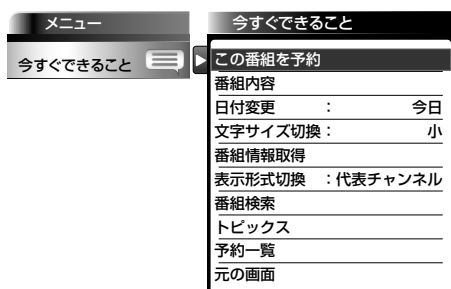 メニュー
今すぐできること
今すぐできること
この番組を予約
番組内容
日付変更 : 今日
文字サイズ切換 : 小
番組情報取得
表示形式切換 : 代表チャンネル
番組検索
トピックス
予約一覧
元の画面